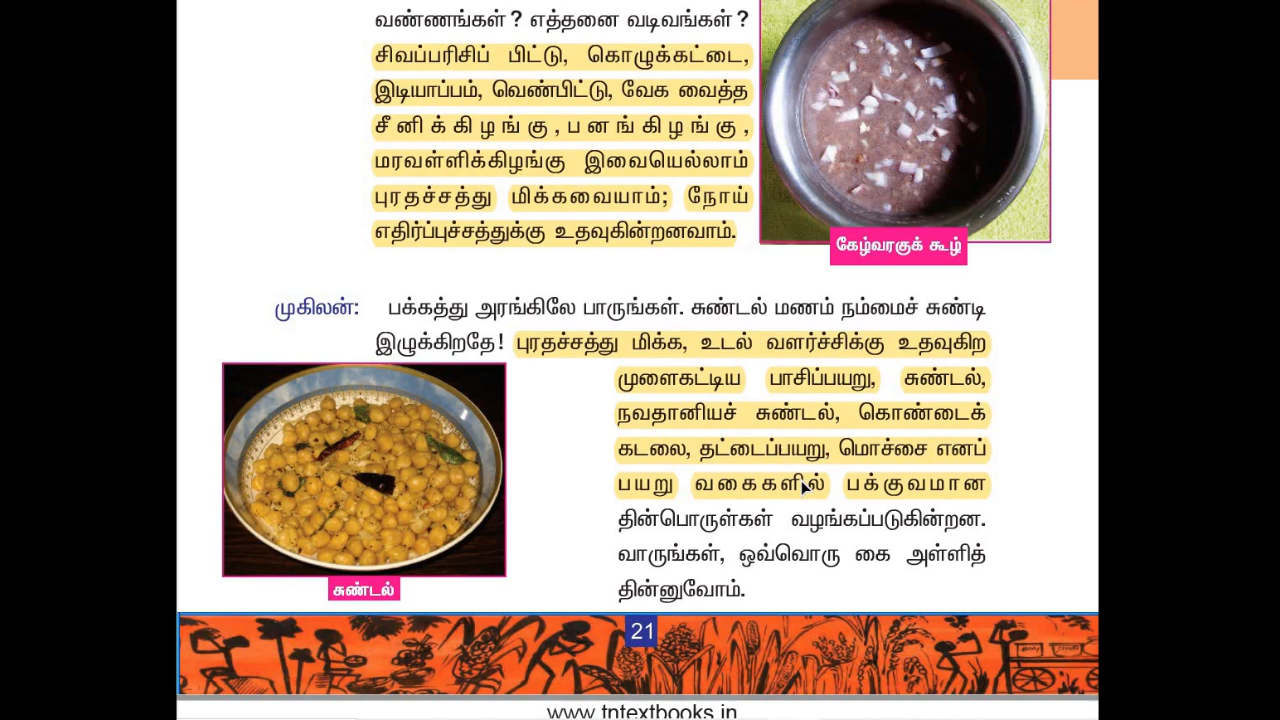 வண்ணங்கள் ? எத்தனை வடிவங்கள் ?
சிவப்பரிசிப் பிட்டு, கொழுக்கட்டை,
இடியாப்பம், வெண்பிட்டு, வேக வைத்த
சீனிக்கிழங்கு, பனங்கிழங்கு,
மரவள்ளிக்கிழங்கு இவையெல்லாம்
புரதச்சத்து மிக்கவையாம்; நோய்
எதிர்ப்புச்சத்துக்கு உதவுகின்றனவாம்.
கேழ்வரகுக் கூழ்
முகிலன்: பக்கத்து அரங்கிலே பாருங்கள். சுண்டல் மணம் நம்மைச் சுண்டி
இழுக்கிறதே! புரதச்சத்து மிக்க, உடல் வளர்ச்சிக்கு உதவுகிற
முளைகட்டிய பாசிப்பயறு, சுண்டல்,
நவதானியச் சுண்டல், கொண்டைக்
கடலை, தட்டைப்பயறு, மொச்சை எனப்
பயறு வகைகளில் பக்குவமான
தின்பொருள்கள் வழங்கப்படுகின்றன.
வாருங்கள், ஒவ்வொரு கை அள்ளித்
தின்னுவோம்.
சுண்டல்
21
www.tntextbooks.in